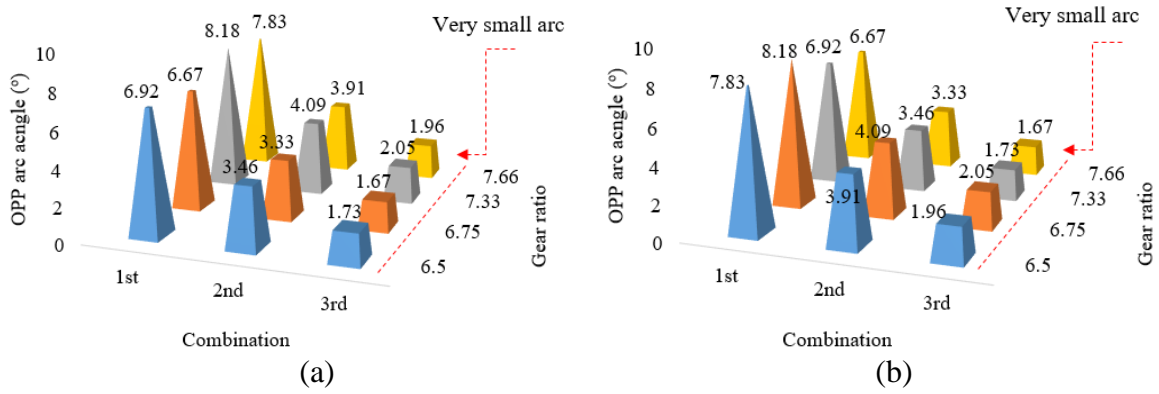 Very small arc
OPP arc acngle (°)
10
8
6
4
2
0
6.92
6.67
8.18
7.83
3.46
3.33
4.09
3.91
1.73
1.67
2.05
1.96
1st
2nd
3rd
Combination
6.5
6.75
7.33
7.66
Gear ratio
(a)
Very small arc
OPP arc acngle (°)
10
8
6
4
2
0
7.83
8.18
6.92
6.67
3.91
4.09
3.46
3.33
1.96
2.05
1.73
1.67
1st
2nd
3rd
Combination
6.5
6.75
7.33
7.66
Gear ratio
(b)